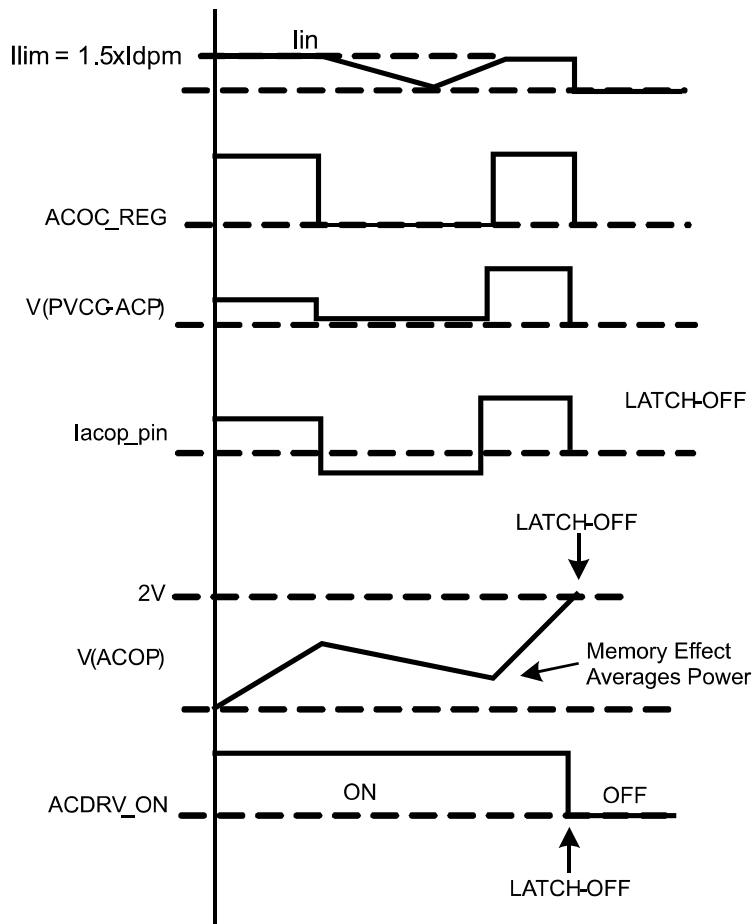 Iin
Ilim = 1.5xIdpm
ACOC_REG
V(PVCC-ACP)
Iacop_pin
LATCH-OFF
LATCH-OFF
2V
V(ACOP)
Memory Effect
Averages Power
ACDRV_ON
ON
OFF
LATCH-OFF